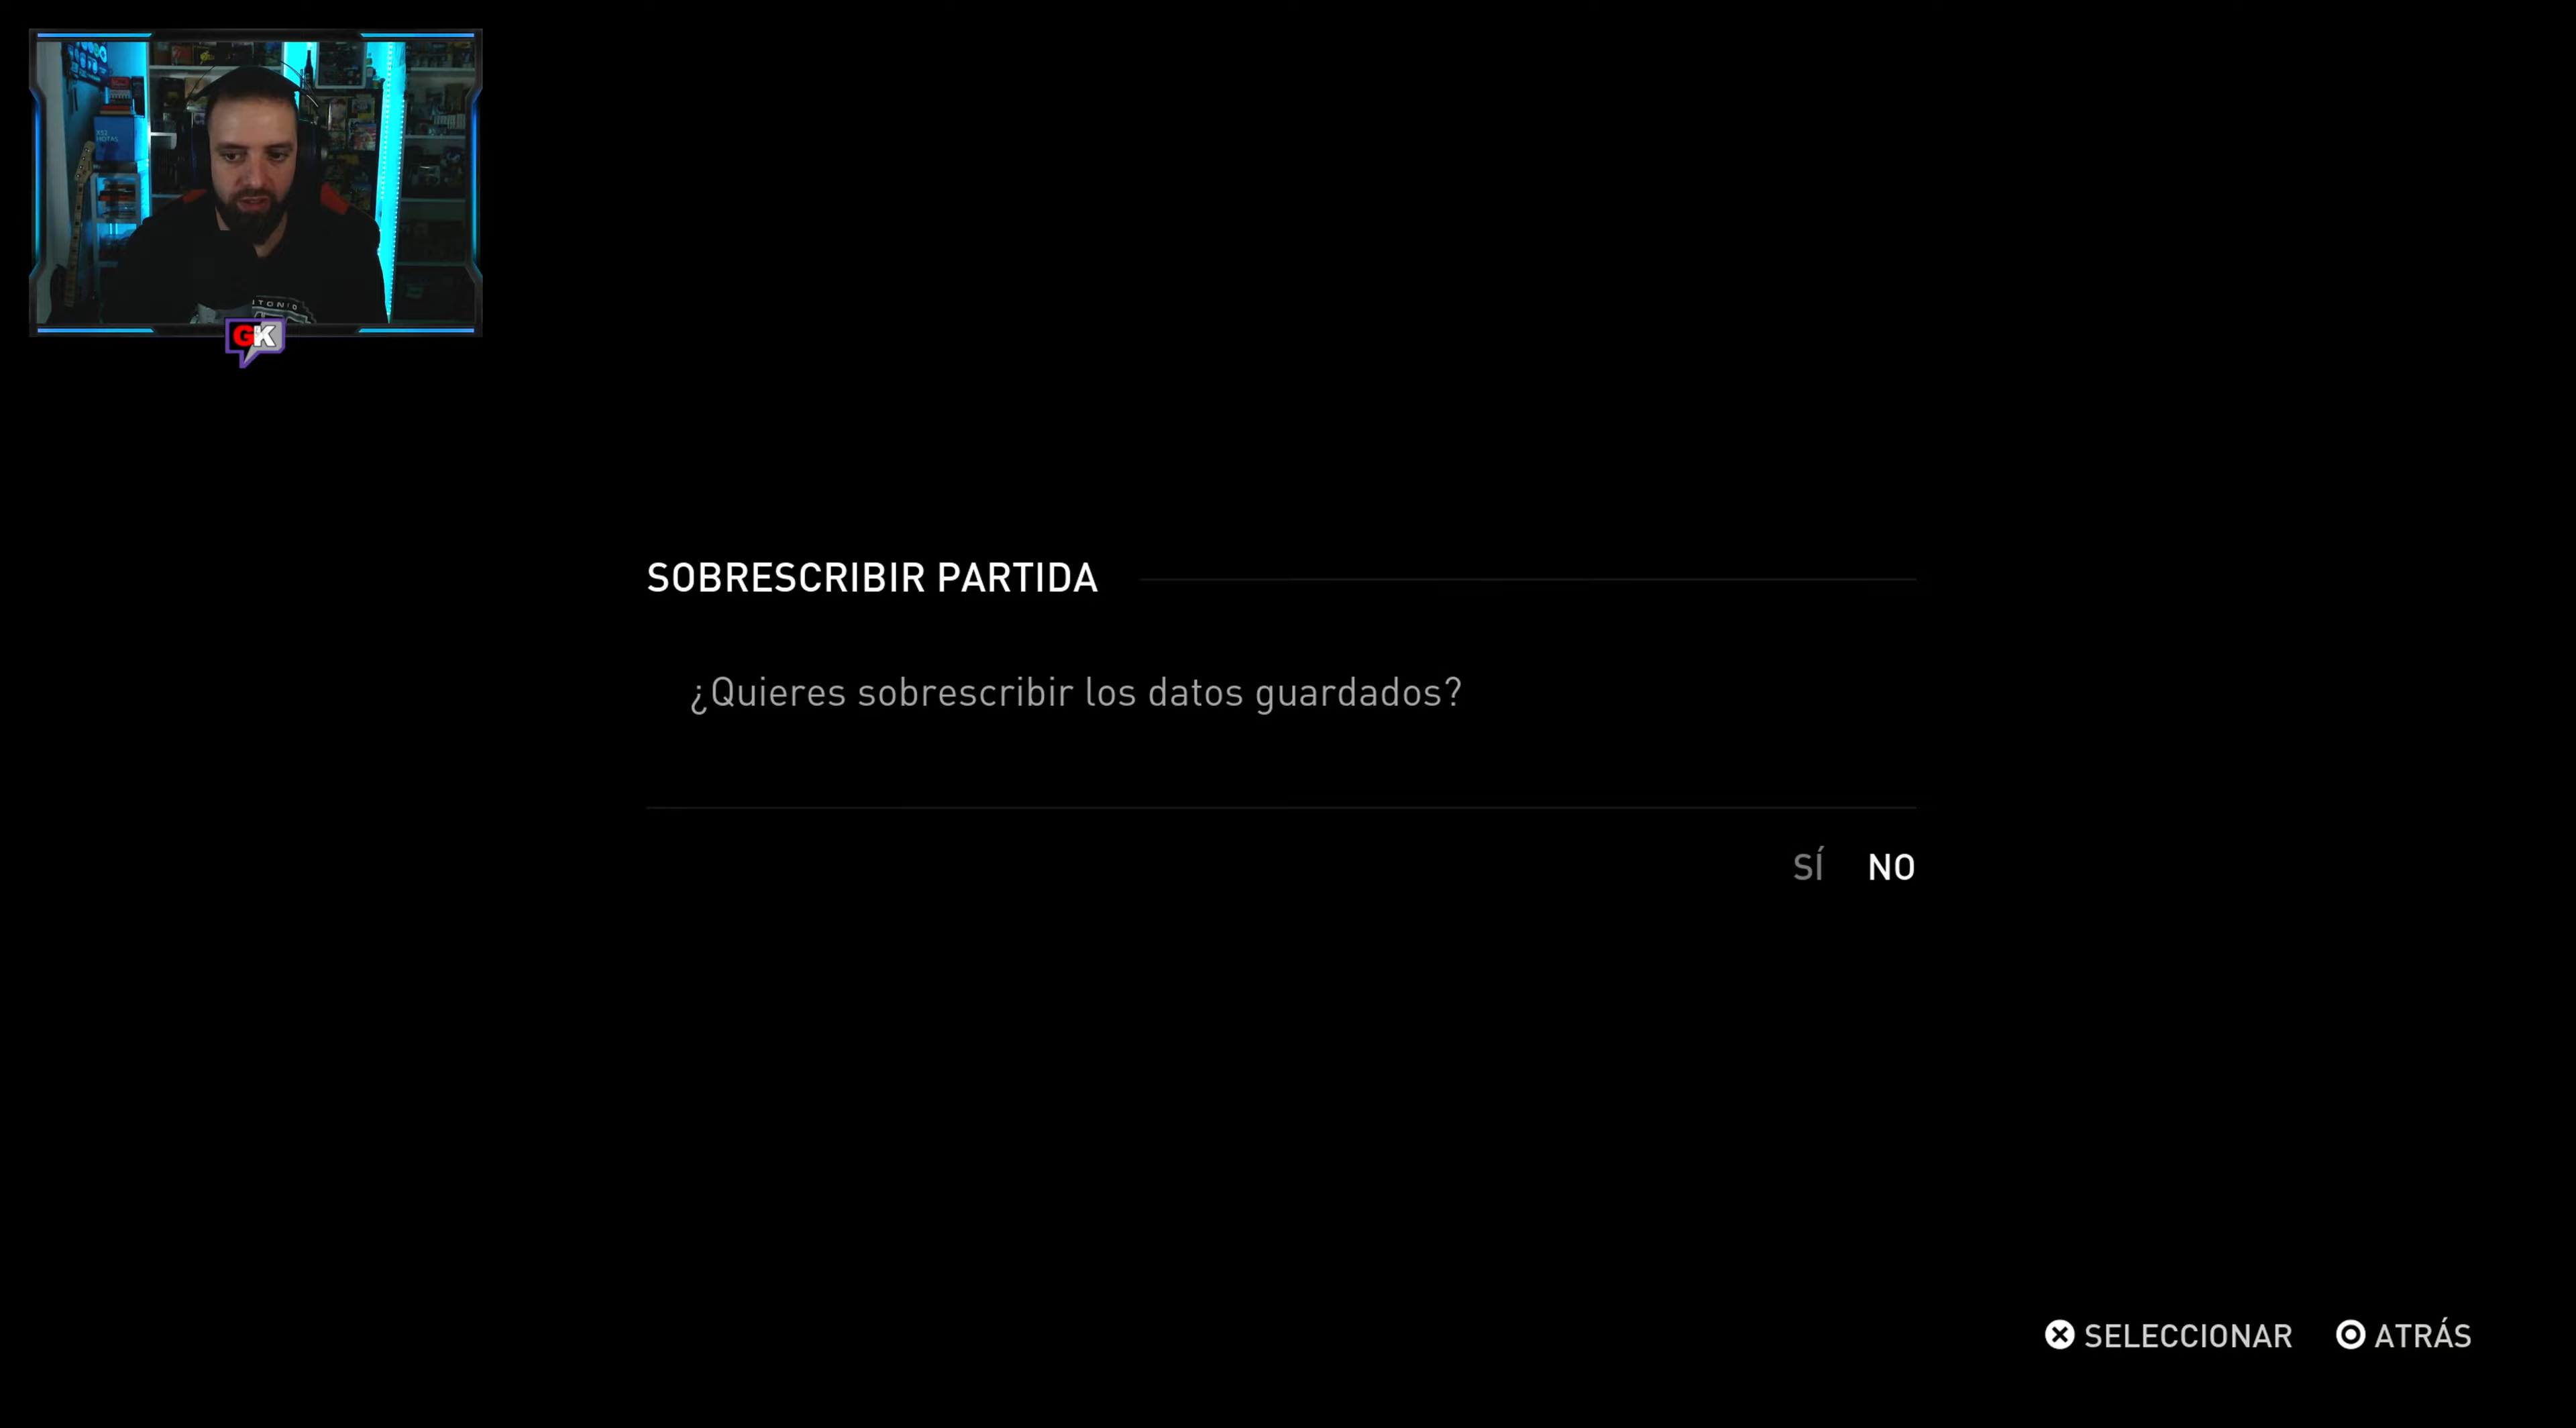 GK
SOBRESCRIBIR PARTIDA
¿Quieres sobrescribir los datos guardados?
SÍ NO
SELECCIONAR ATRÁS